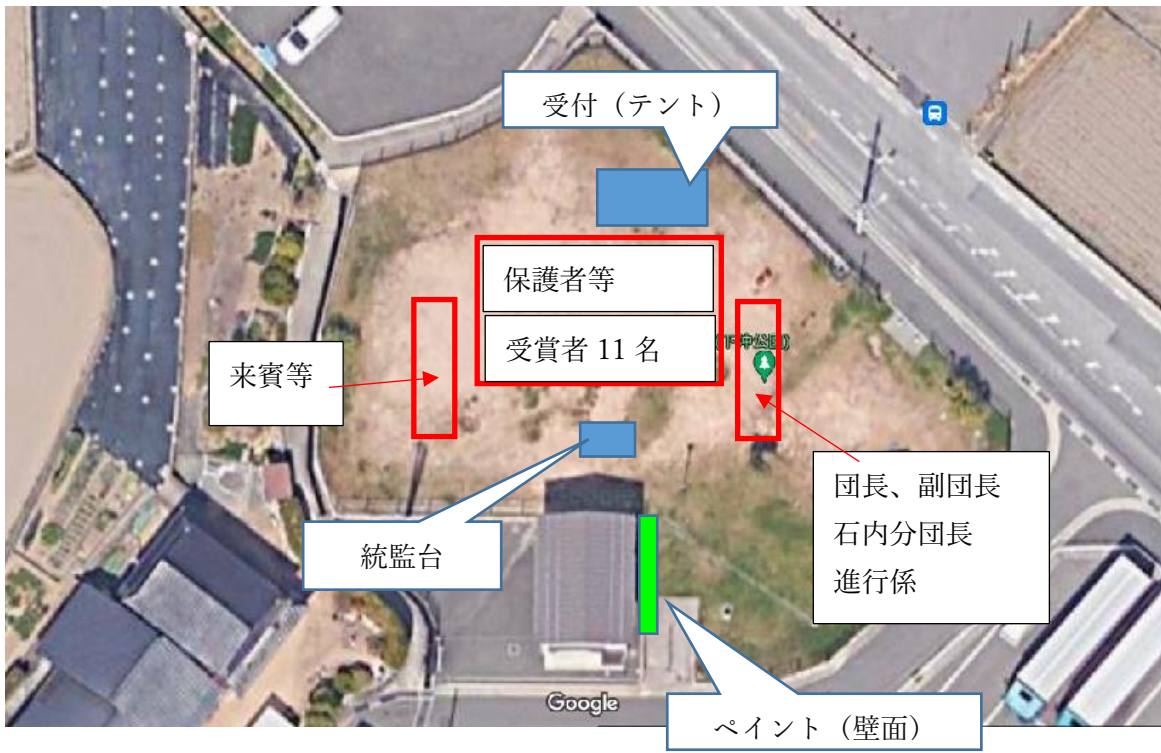 受付（テント）
保護者等
受賞者 11 名
来賓等
団長、副団長
石内分団長
進行係
統監台
Google
ペイント（壁面）